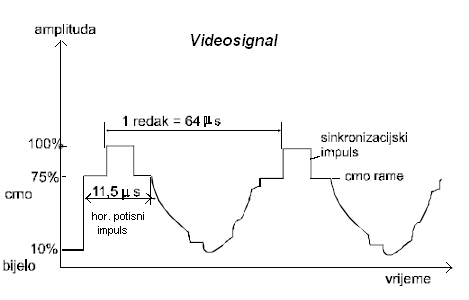 amplituda
Videosignal
1 redak = 64 μs
100%
sinkronizacijski
impuls
75%
crno rame
crno
11,5 μs
hor. potisni
impuls
10%
bijelo
vrijeme